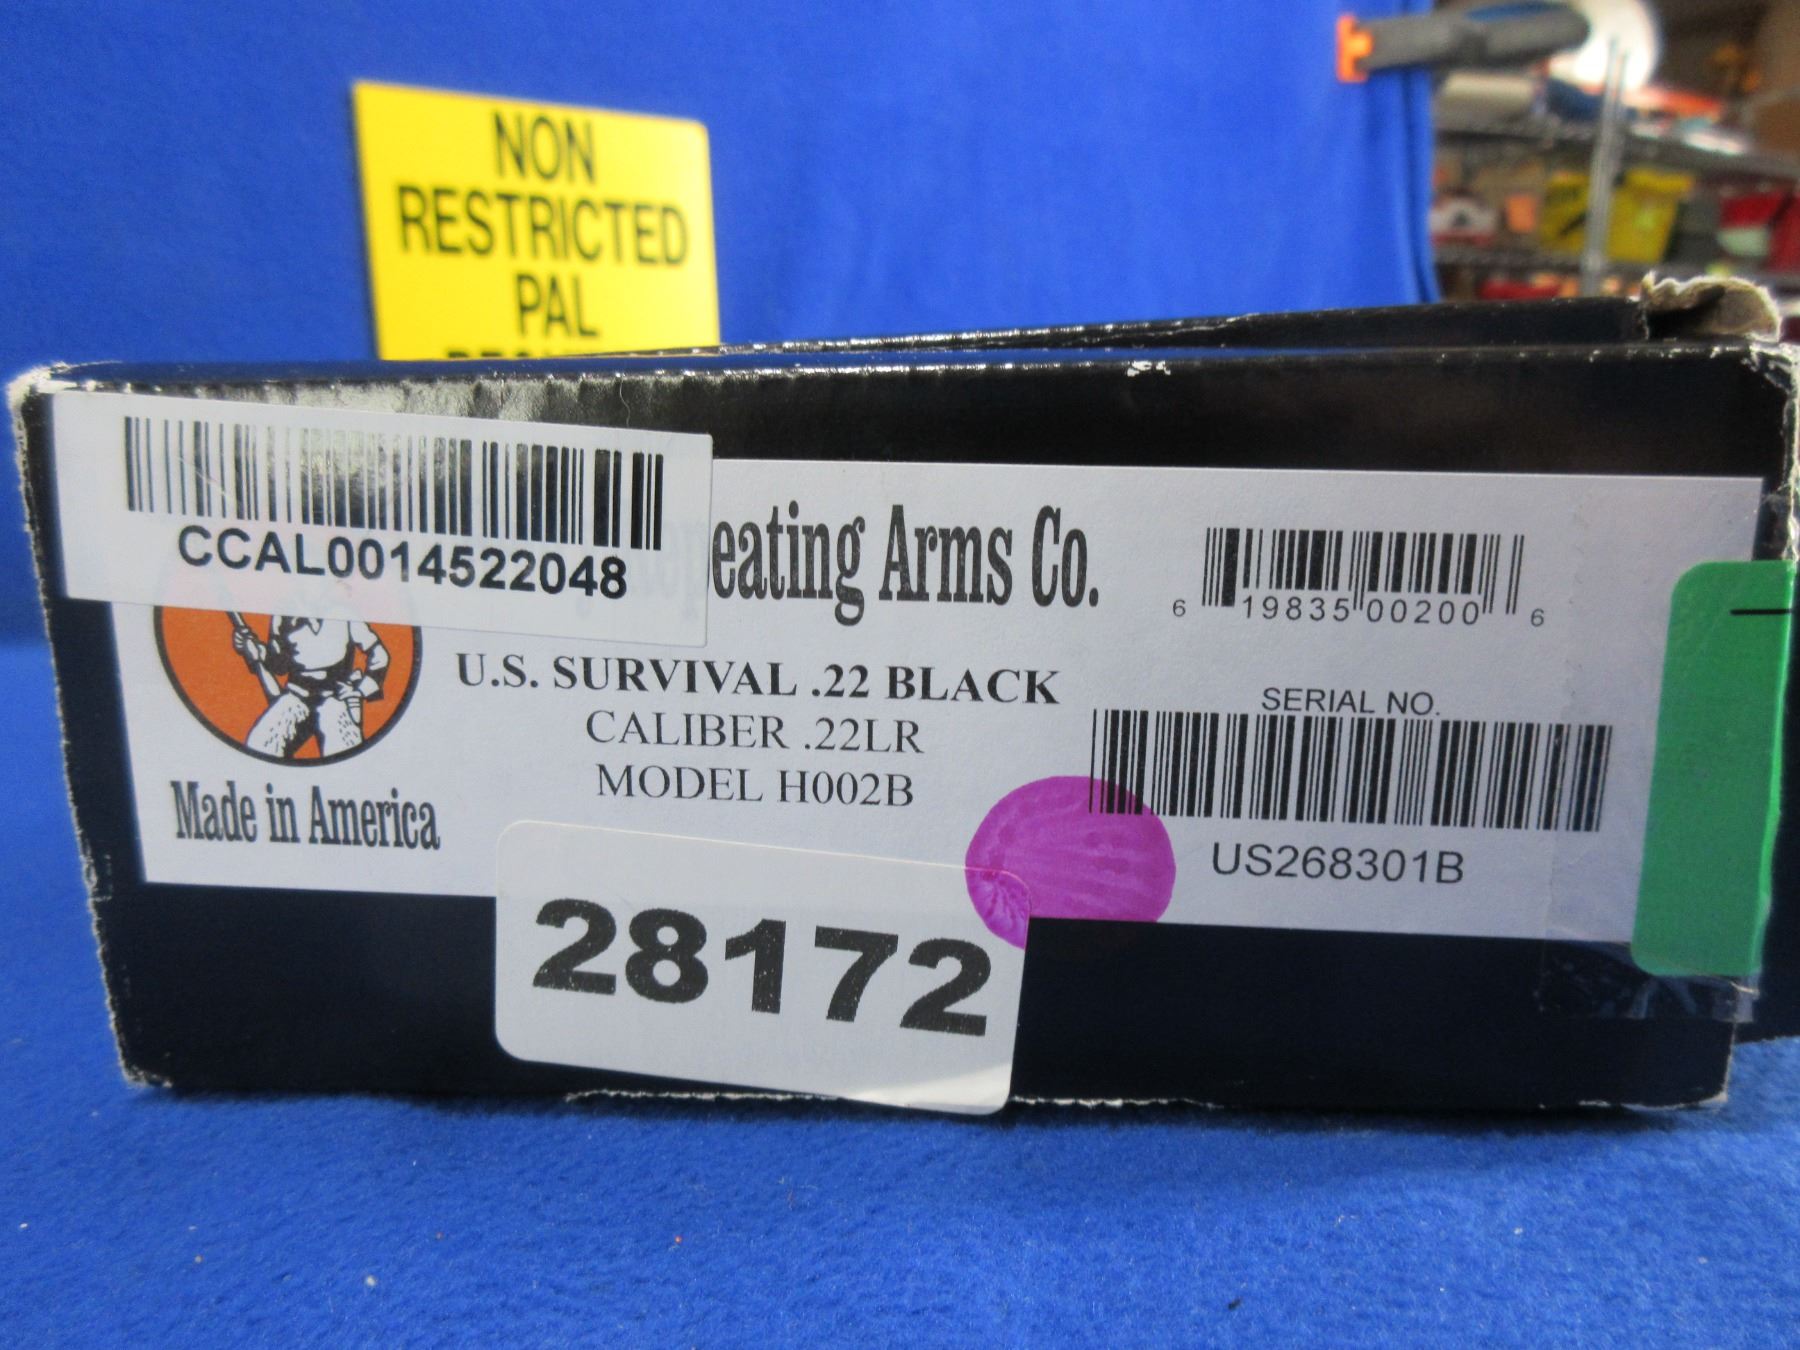 NON
RESTRICTED
PAL
CCAL0014522048
eating Arms Co.
6 19835 00200 6
U.S. SURVIVAL .22 BLACK
CALIBER .22LR
MODEL H002B
SERIAL NO.
US268301B
Made in America
28172